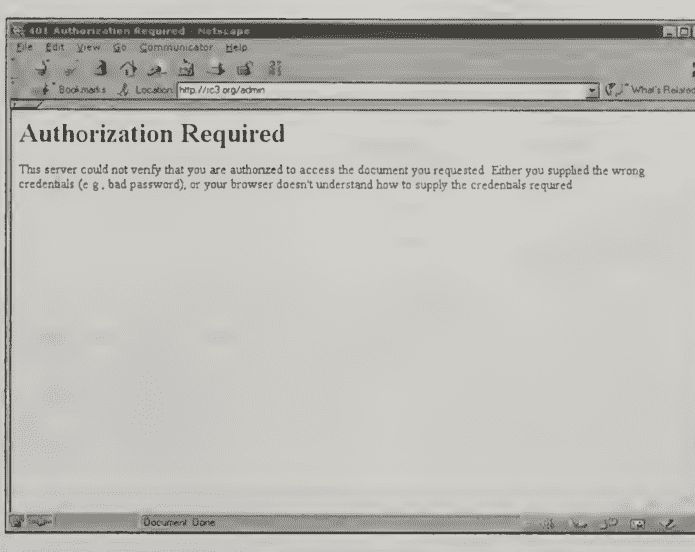 401 Authorization Required - Netscape
File Edit View Go Communicator Help
Bookmarks Location: http://rc3.org/admin What's Related
Authorization Required
This server could not verify that you are authorized to access the document you requested. Either you supplied the wrong
credentials (e.g., bad password), or your browser doesn't understand how to supply the credentials required.
Document: Done